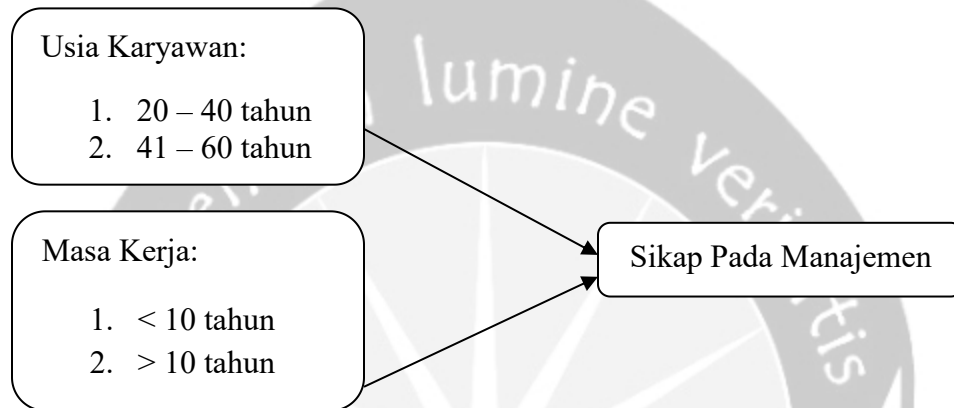 Usia Karyawan:
1. 20 – 40 tahun
2. 41 – 60 tahun
Masa Kerja:
1. < 10 tahun
2. > 10 tahun
Sikap Pada Manajemen
lumine